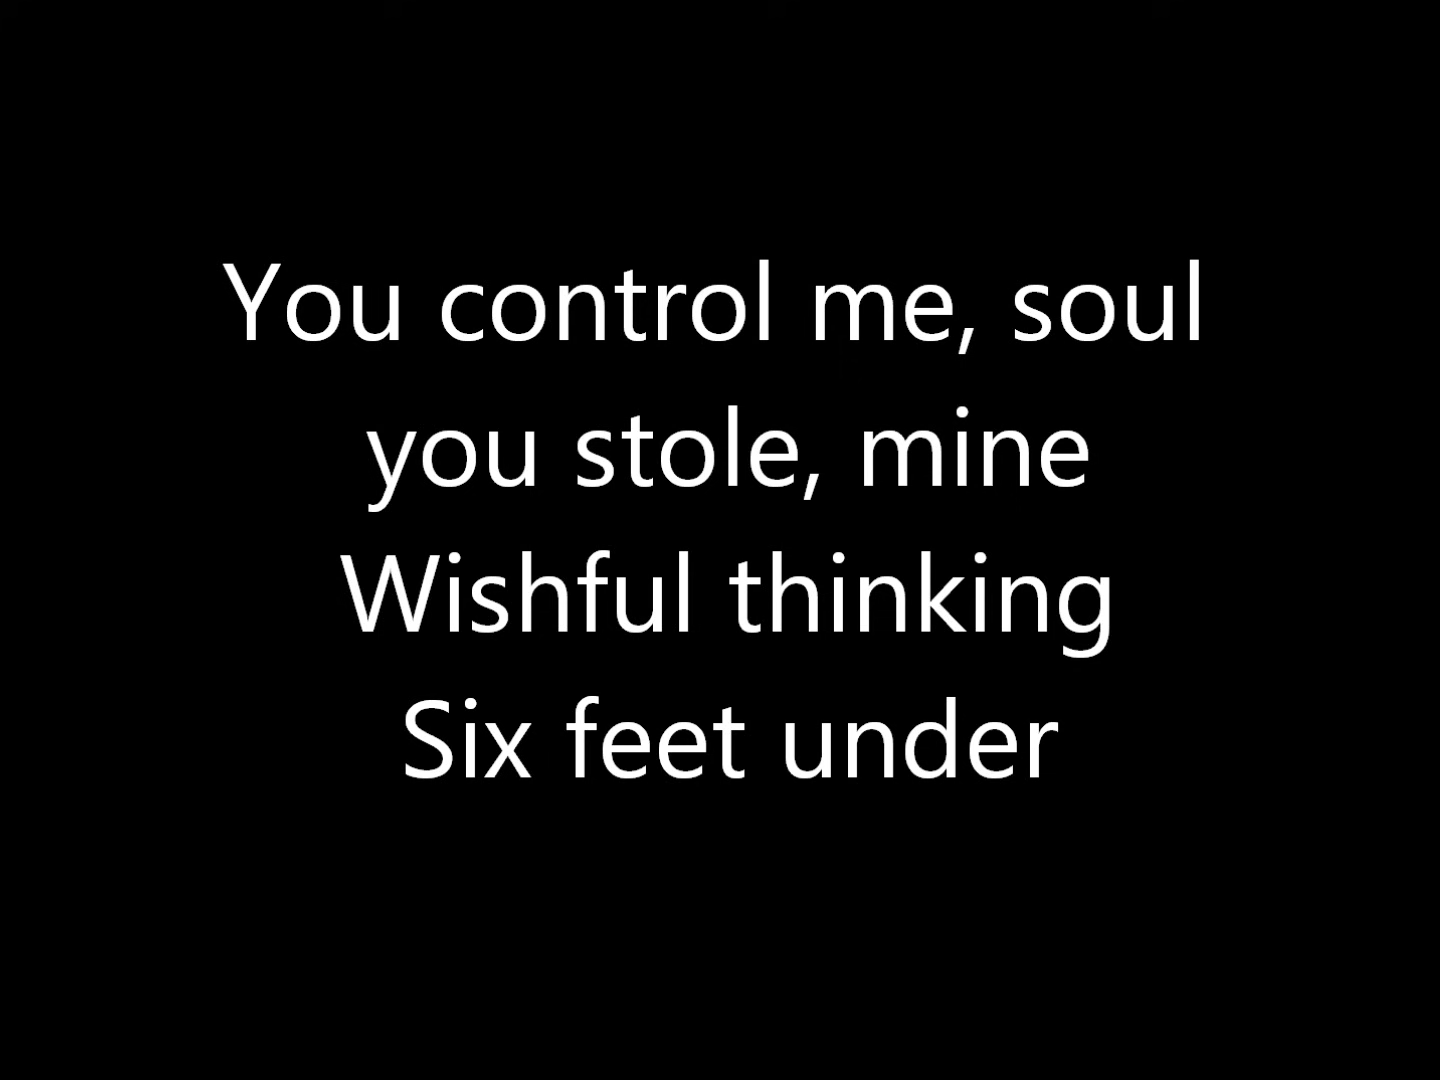 You control me, soul
you stole, mine
Wishful thinking
Six feet under